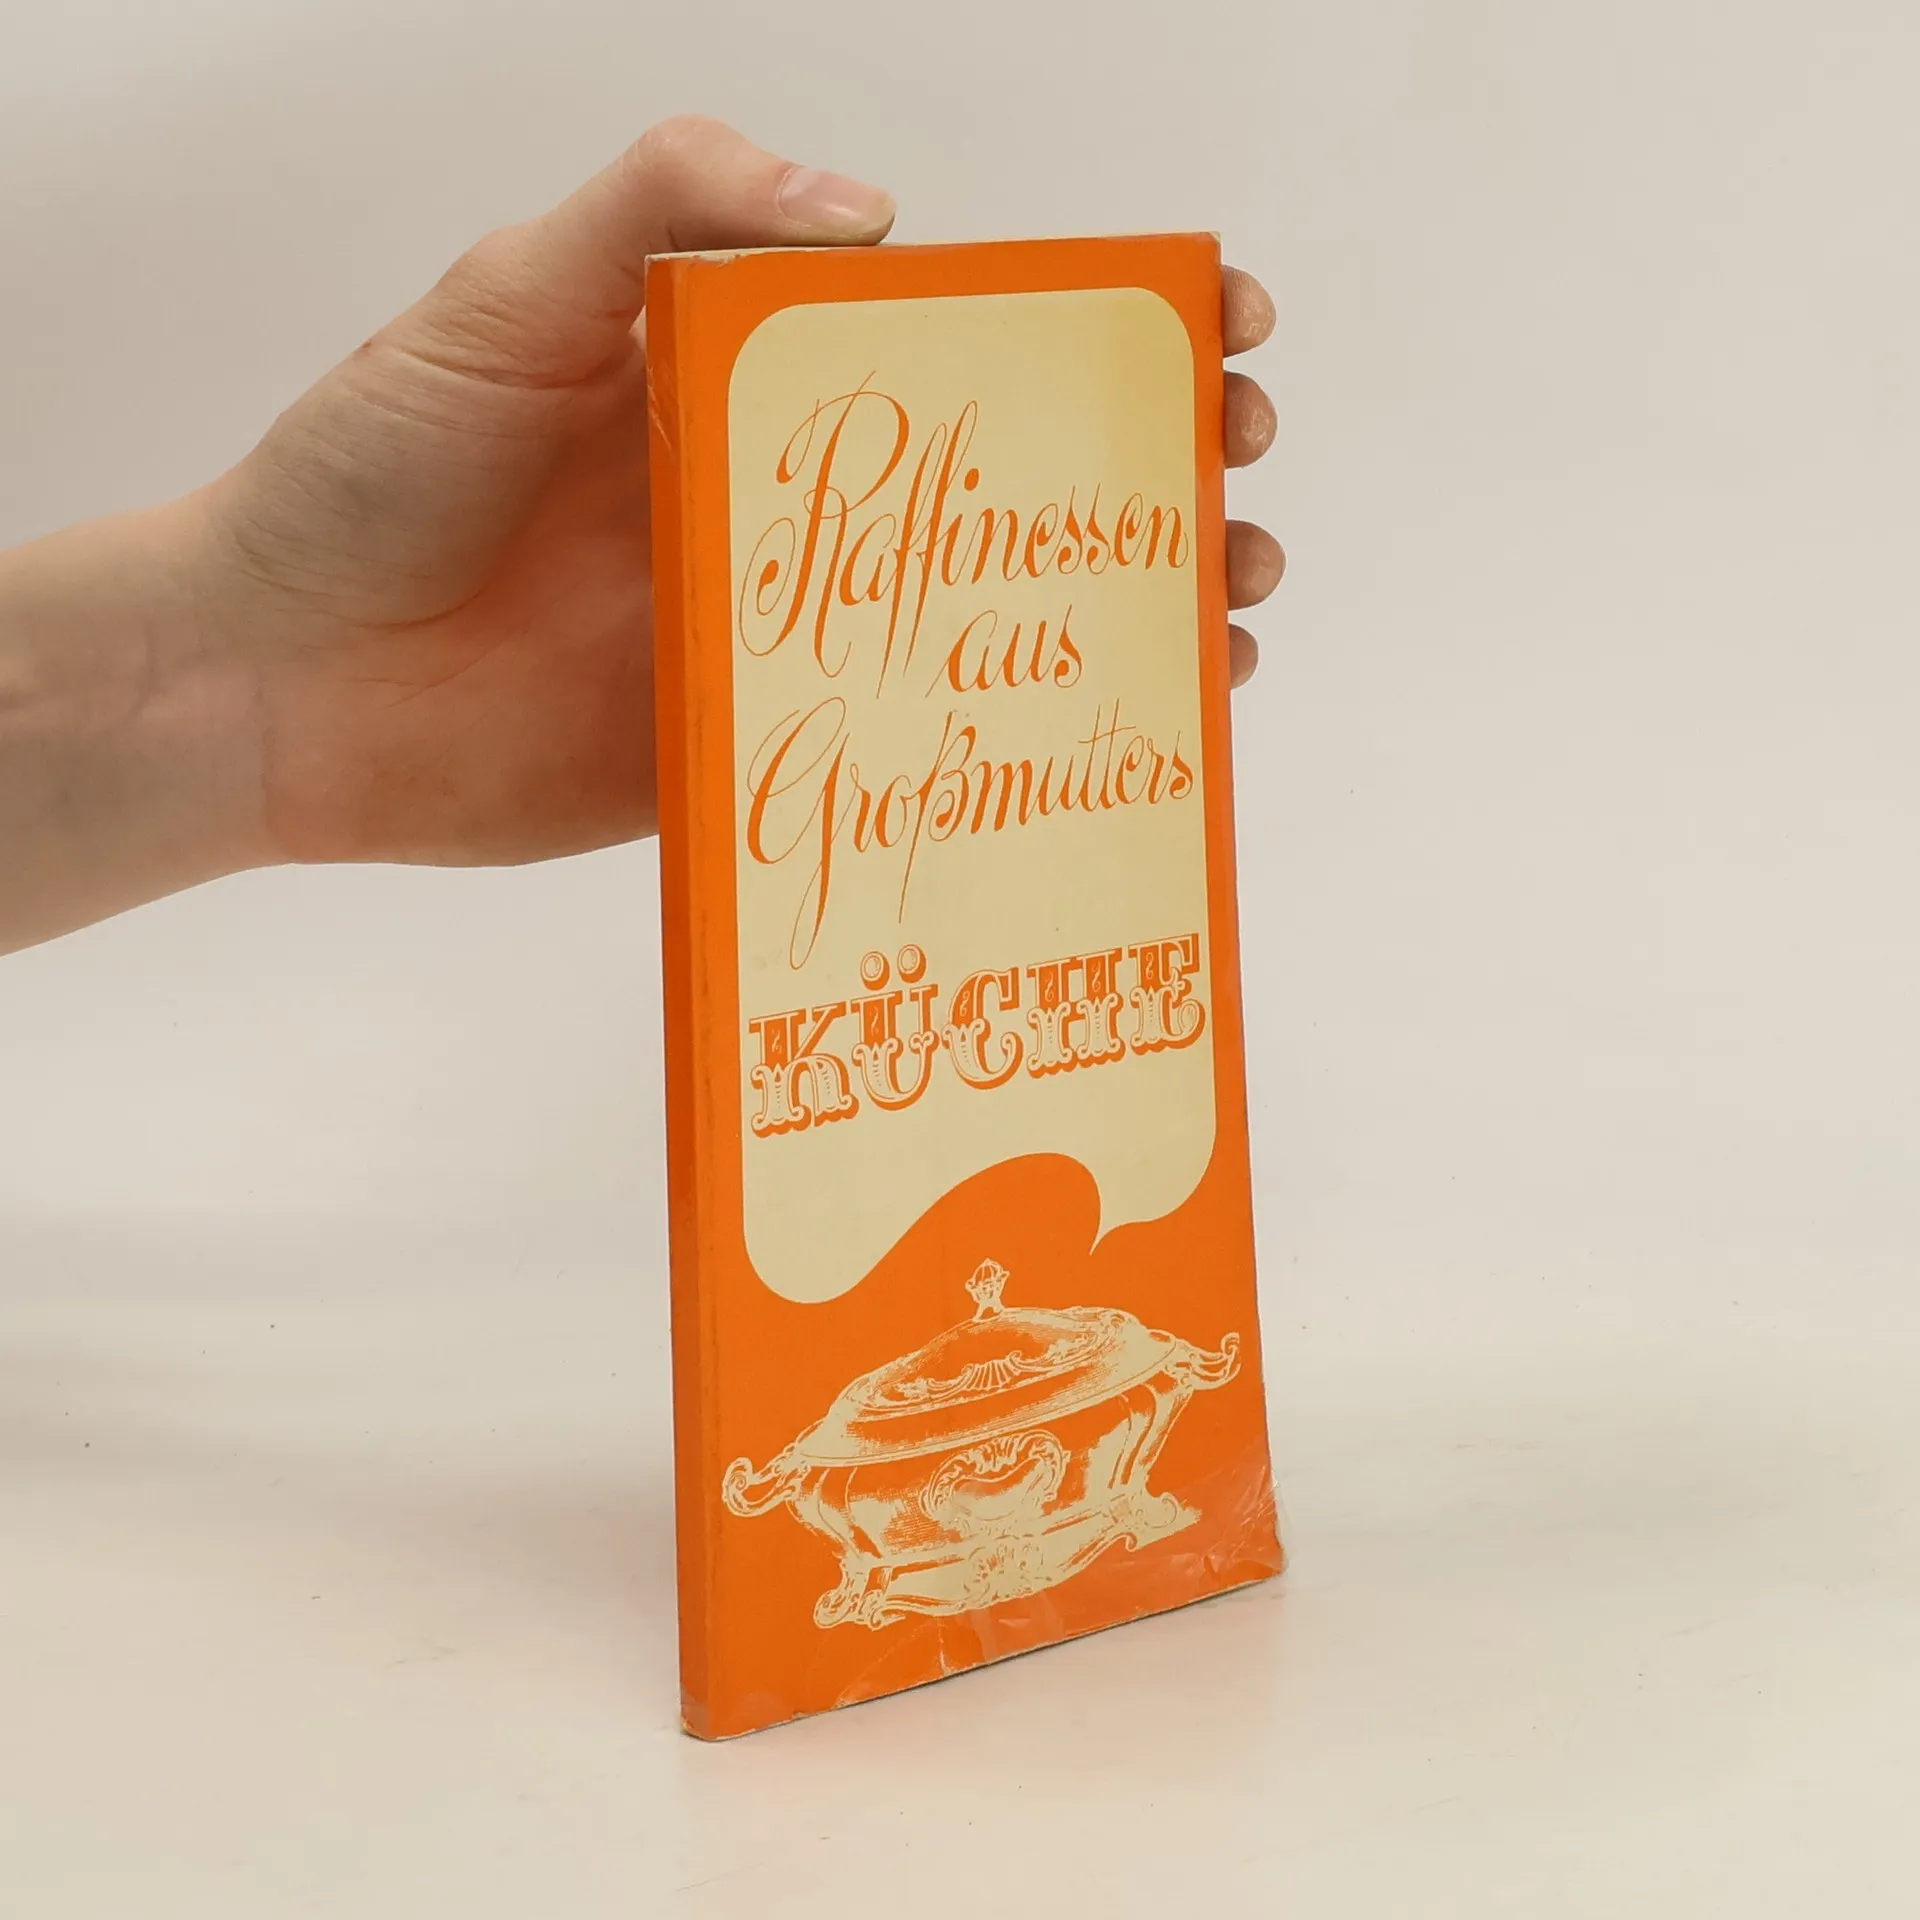 Raffinessen
aus
Großmutters
KÜCHE